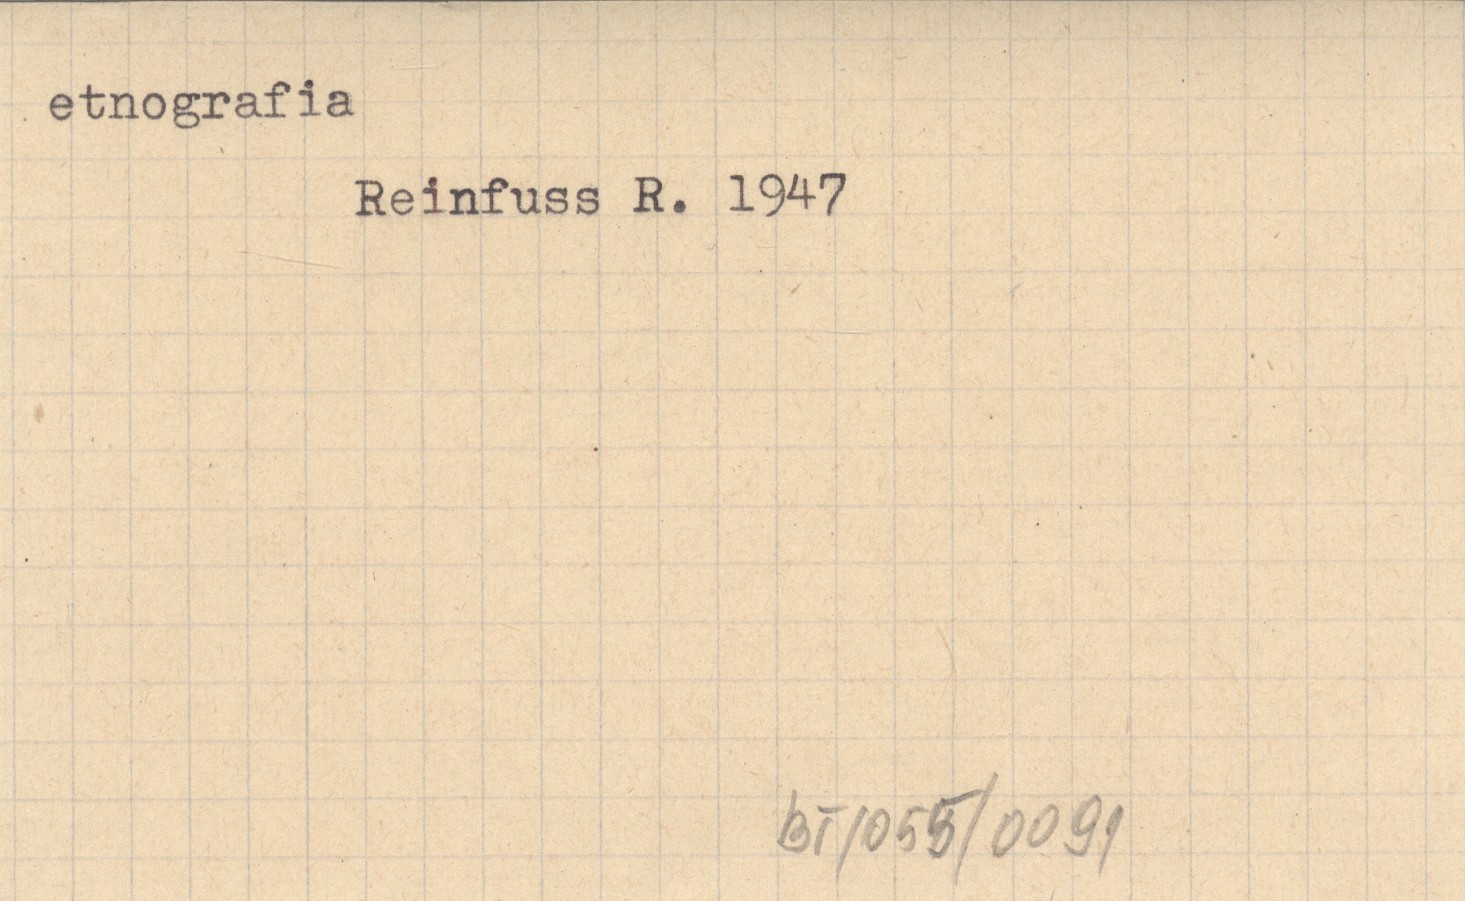 etnografia
Reinfuss R. 1947
BT/055/0091